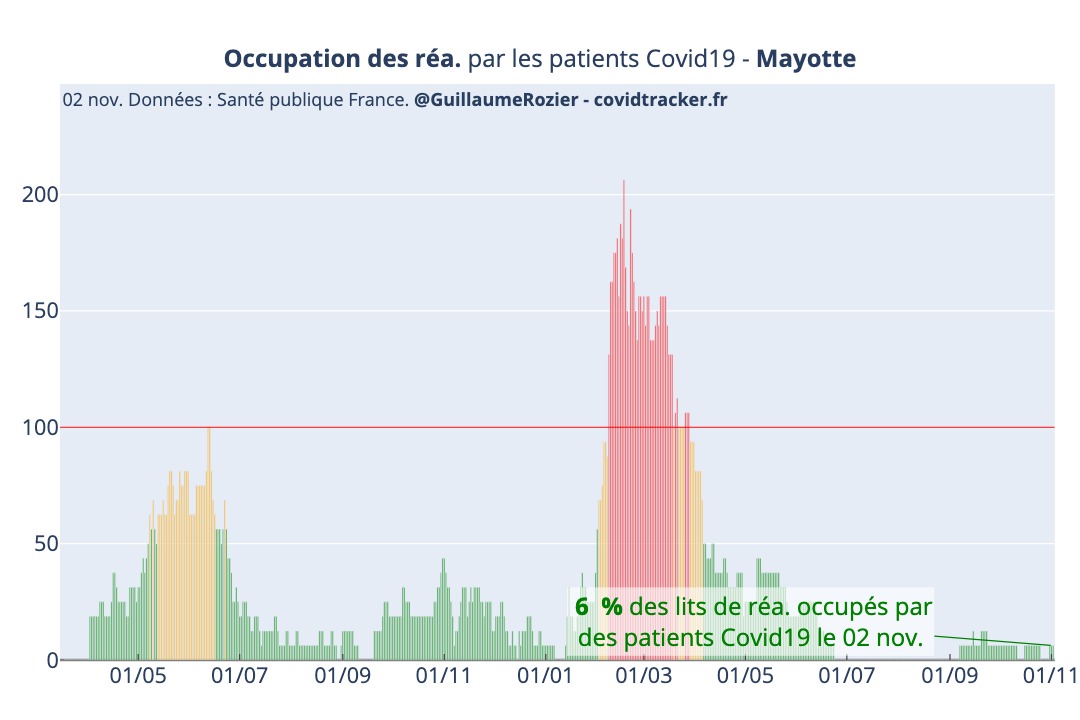 Occupation des réa. par les patients Covid19 - Mayotte
02 nov. Données : Santé publique France. @GuillaumeRozier - covidtracker.fr
200
150
100
50
0
6 % des lits de réa. occupés par
des patients Covid19 le 02 nov.
01/05 01/07 01/09 01/11 01/01 01/03 01/05 01/07 01/09 01/11